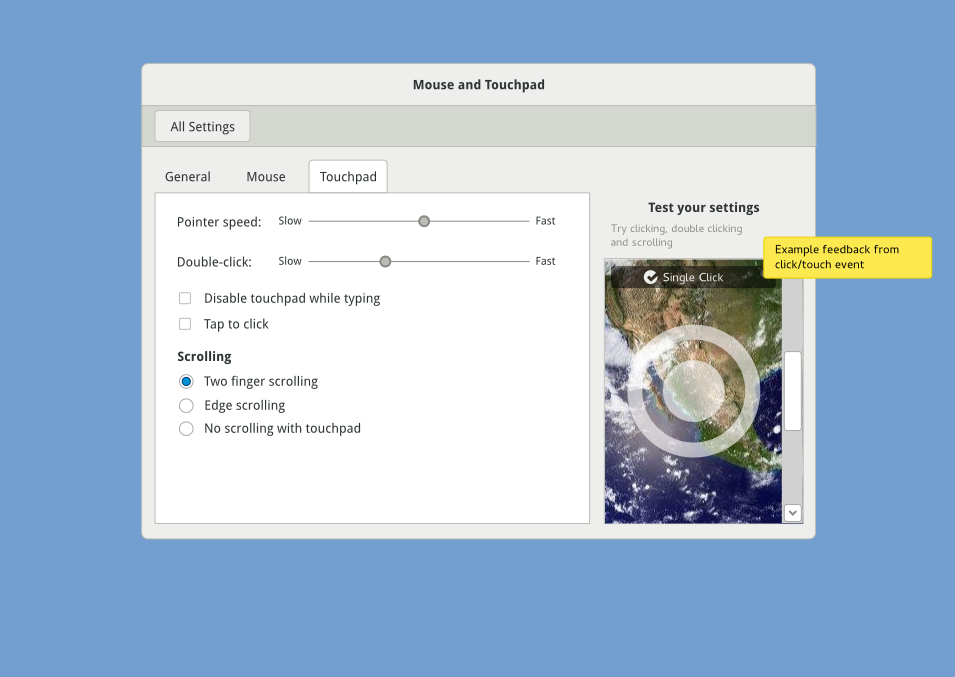 Mouse and Touchpad
All Settings
General
Mouse
Touchpad
Pointer speed:
Slow
Fast
Double-click:
Slow
Fast
Disable touchpad while typing
Tap to click
Scrolling
Two finger scrolling
Edge scrolling
No scrolling with touchpad
Test your settings
Try clicking, double clicking
and scrolling
Example feedback from
click/touch event
Single Click